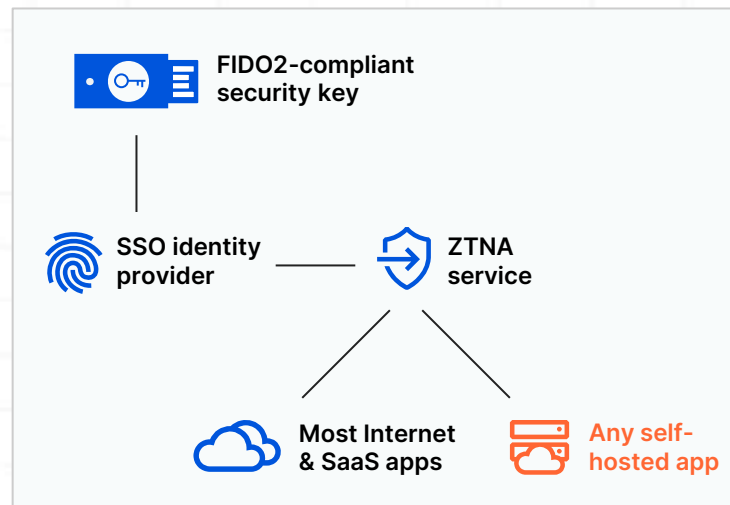 FIDO2-compliant
security key
SSO identity
provider
ZTNA
service
Most Internet
& SaaS apps
Any self-
hosted app